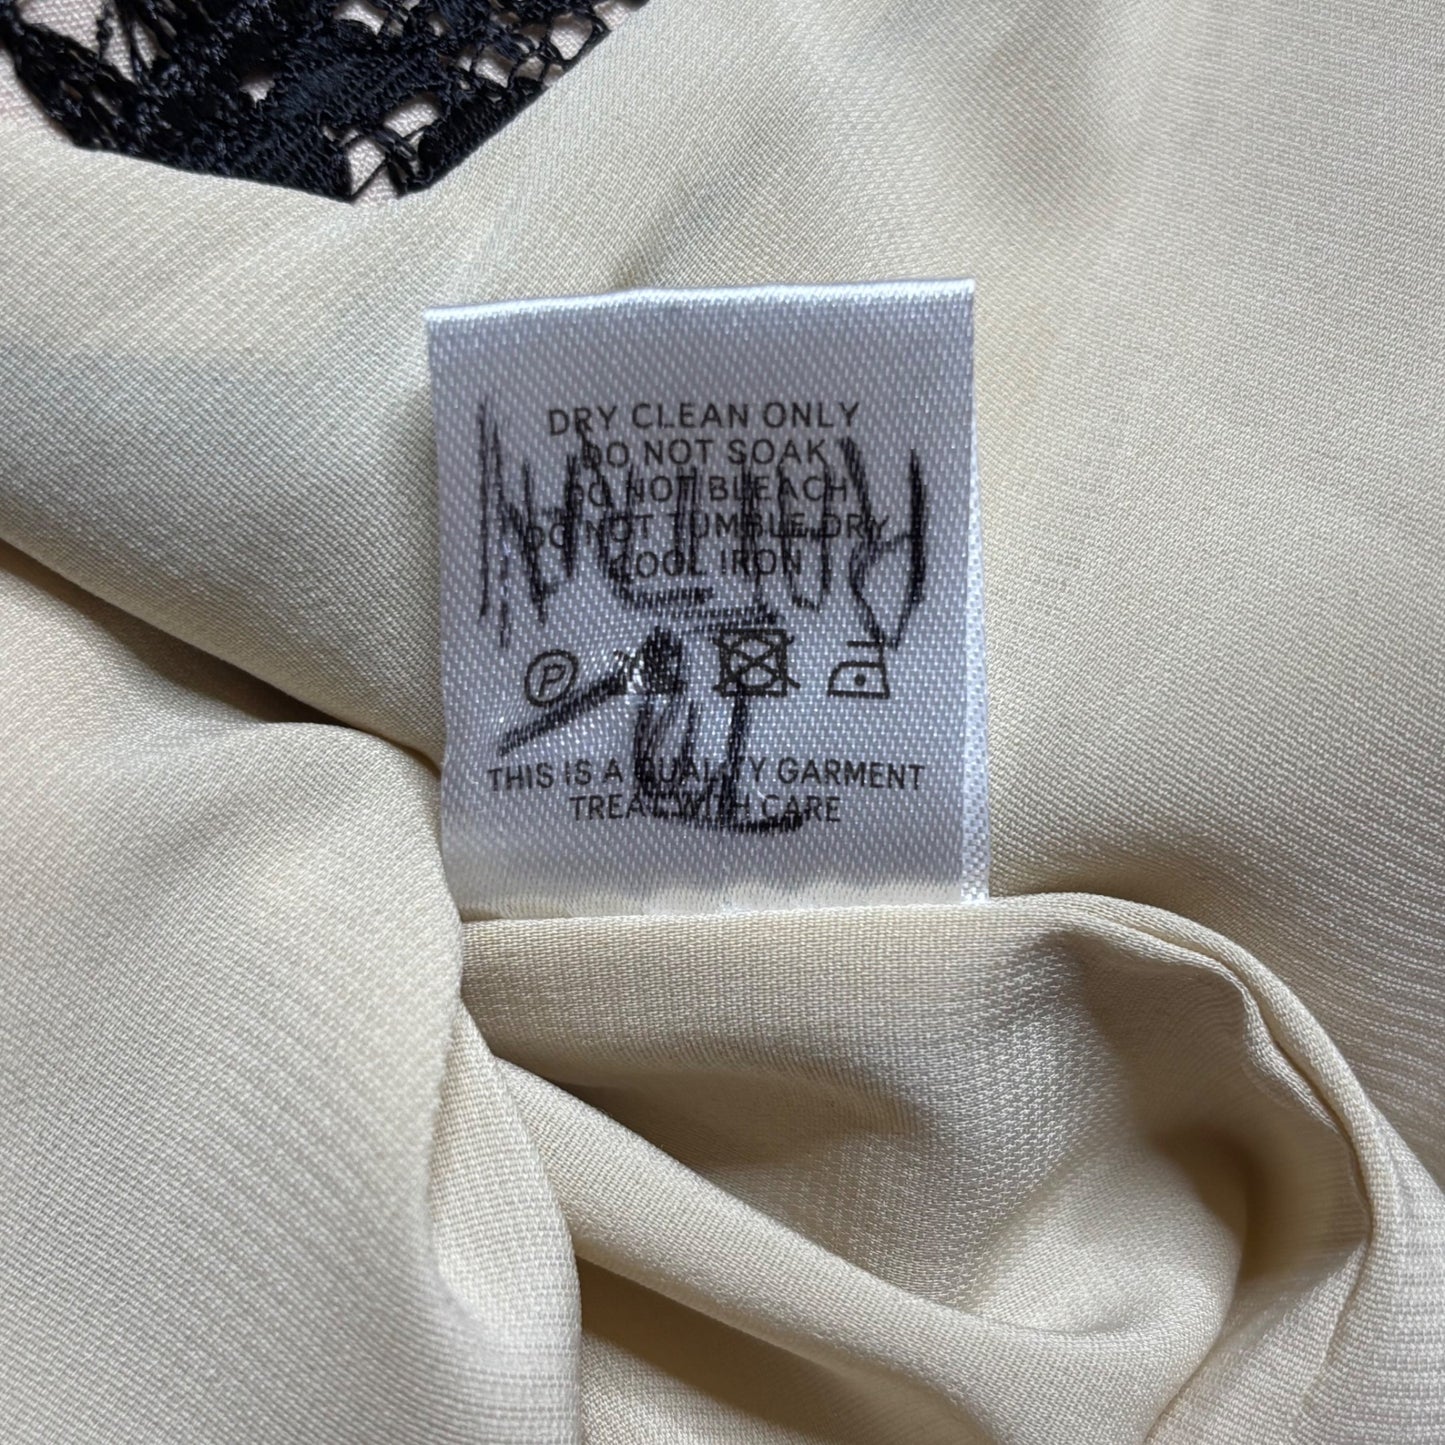 DRY CLEAN ONLY
DO NOT SOAK
DO NOT BLEACH
DO NOT TUMBLE DRY
COOL IRON
P
THIS IS A QUALITY GARMENT
TREAT WITH CARE